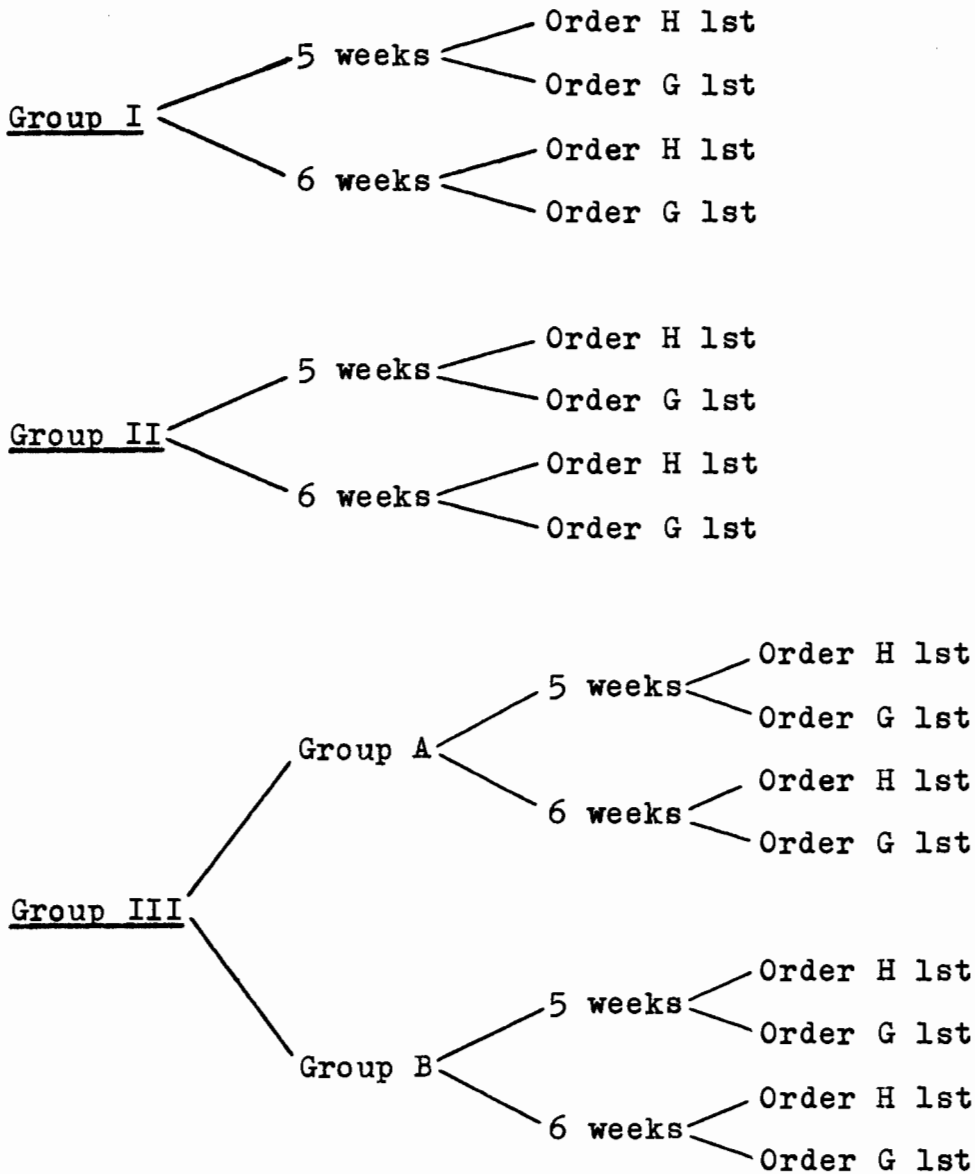 Order H 1st
5 weeks
Order G 1st
Group I
Order H 1st
6 weeks
Order G 1st
Order H 1st
5 weeks
Order G 1st
Group II
Order H 1st
6 weeks
Order G 1st
Order H 1st
5 weeks
Order G 1st
Group A
Order H 1st
6 weeks
Order G 1st
Group III
Order H 1st
5 weeks
Order G 1st
Group B
Order H 1st
6 weeks
Order G 1st